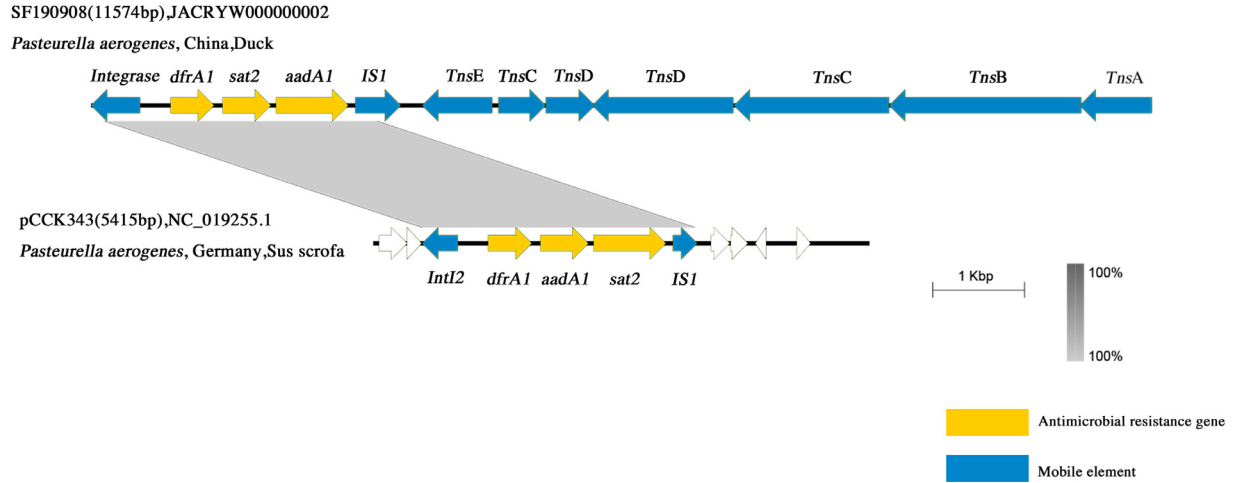 SF190908(11574bp),JACRYW000000002
Pasteurella aerogenes, China,Duck
Integrase dfrA1 sat2 aadA1 IS1 TnsE TnsC TnsD TnsD TnsC TnsB TnsA
pCCK343(5415bp),NC_019255.1
Pasteurella aerogenes, Germany,Sus scrofa
IntI2 dfrA1 aadA1 sat2 IS1
1 Kbp
100%
100%
Antimicrobial resistance gene
Mobile element